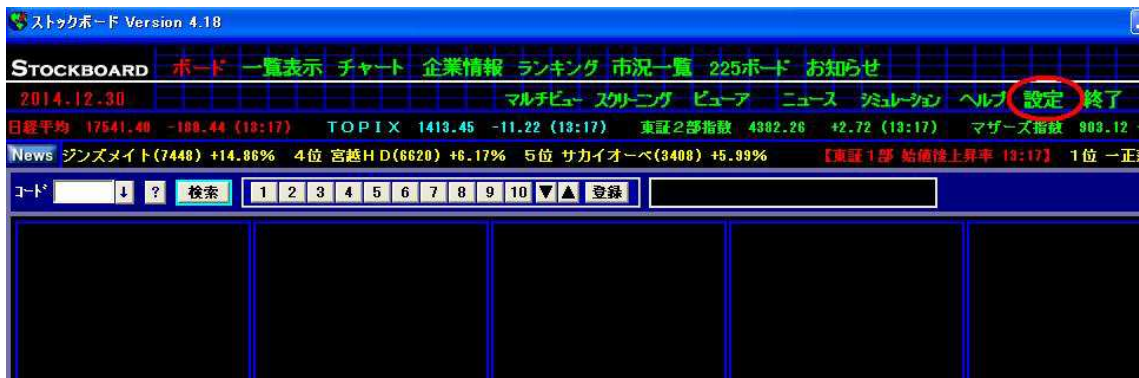 ストックボード Version 4.18
STOCKBOARD ボード 一覧表示 チャート 企業情報 ランキング 市況一覧 225ボード お知らせ
2014.12.30 マルチビュー スクリーニング ビューア ニュース シミュレーション ヘルプ 設定 終了
日経平均 17541.40 -188.44 (13:17) TOPIX 1413.45 -11.22 (13:17) 東証2部指数 4382.26 +2.72 (13:17) マザーズ指数 903.12
News ジンズメイト(7448) +14.86% 4位 宮越HD(6620) +6.17% 5位 サカイオーベ(3408) +5.99% 【東証1部 始値後上昇率 13:17】 1位 一正
コード ↓ ? 検索 1 2 3 4 5 6 7 8 9 10 ▼ ▲ 登録